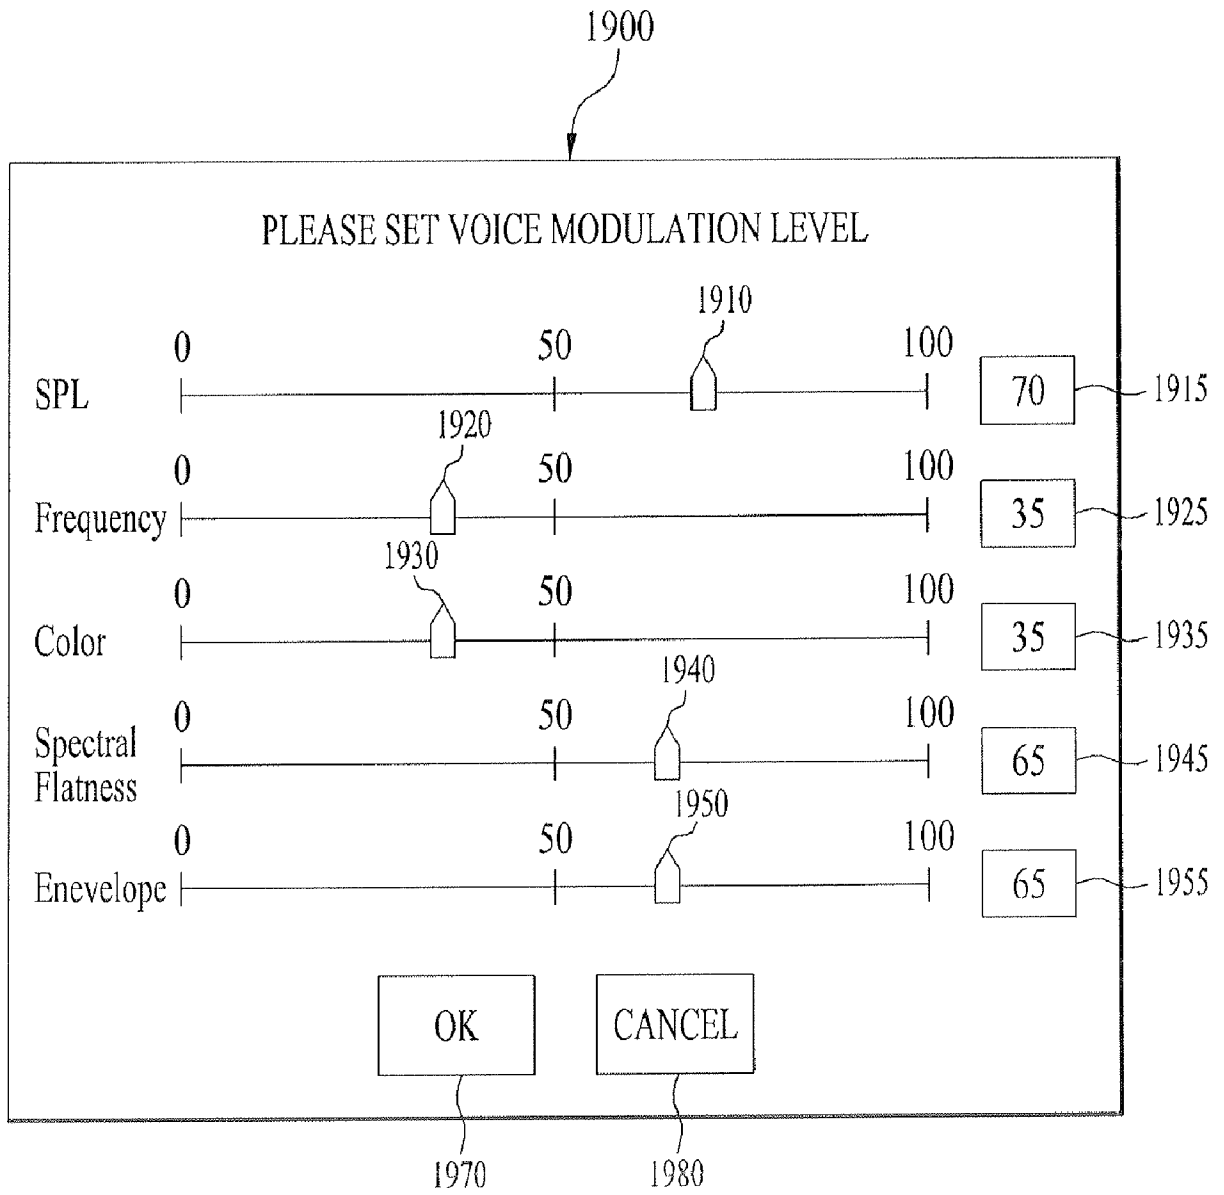 1900
PLEASE SET VOICE MODULATION LEVEL
1910
0 50 100
SPL 70 1915
1920
0 50 100
Frequency 35 1925
1930
0 50 100
Color 35 1935
1940
0 50 100
Spectral
Flatness 65 1945
1950
0 50 100
Enevelope 65 1955
OK CANCEL
1970 1980